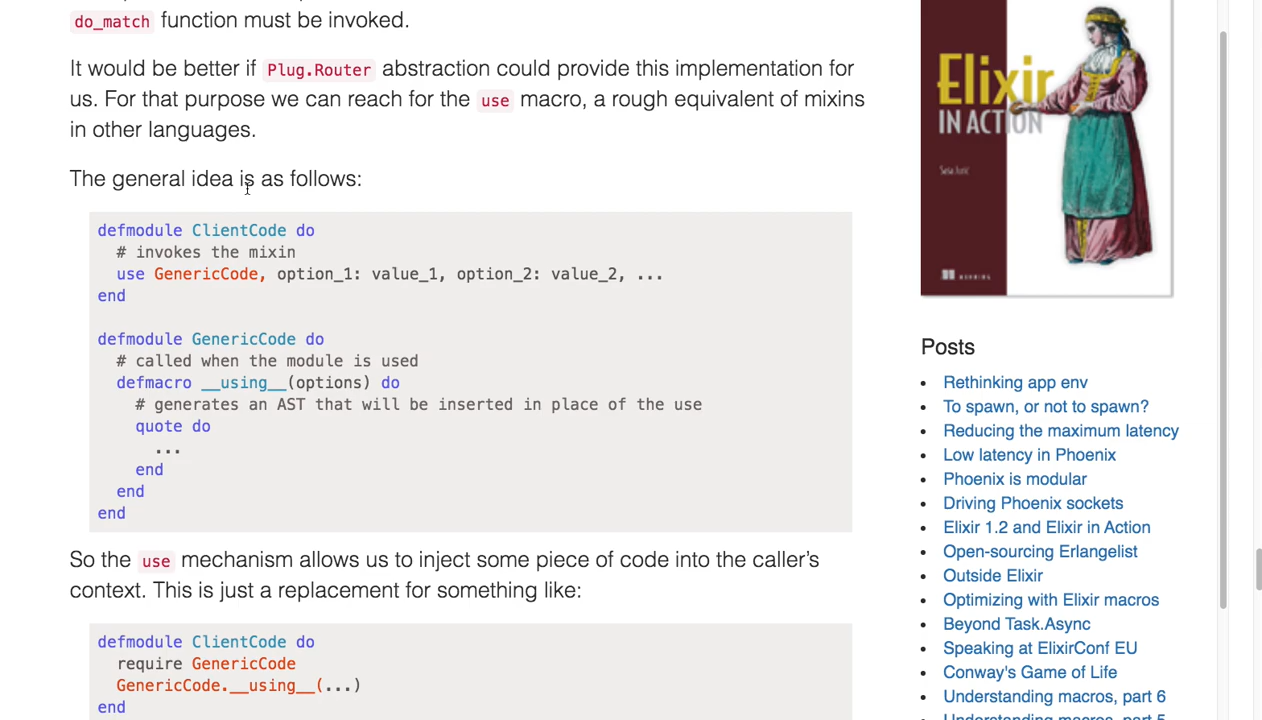 do_match function must be invoked.
It would be better if Plug.Router abstraction could provide this implementation for
us. For that purpose we can reach for the use macro, a rough equivalent of mixins
in other languages.
The general idea is as follows:
defmodule ClientCode do
  # invokes the mixin
  use GenericCode, option_1: value_1, option_2: value_2, ...
end
defmodule GenericCode do
  # called when the module is used
  defmacro __using__(options) do
    # generates an AST that will be inserted in place of the use
    quote do
      ...
    end
  end
end
So the use mechanism allows us to inject some piece of code into the caller’s
context. This is just a replacement for something like:
defmodule ClientCode do
  require GenericCode
  GenericCode.__using__(...)
end
Elixir
IN ACTION
Saša Jurić
MANNING
Posts
• Rethinking app env
• To spawn, or not to spawn?
• Reducing the maximum latency
• Low latency in Phoenix
• Phoenix is modular
• Driving Phoenix sockets
• Elixir 1.2 and Elixir in Action
• Open-sourcing Erlangelist
• Outside Elixir
• Optimizing with Elixir macros
• Beyond Task.Async
• Speaking at ElixirConf EU
• Conway's Game of Life
• Understanding macros, part 6
• Understanding macros, part 5